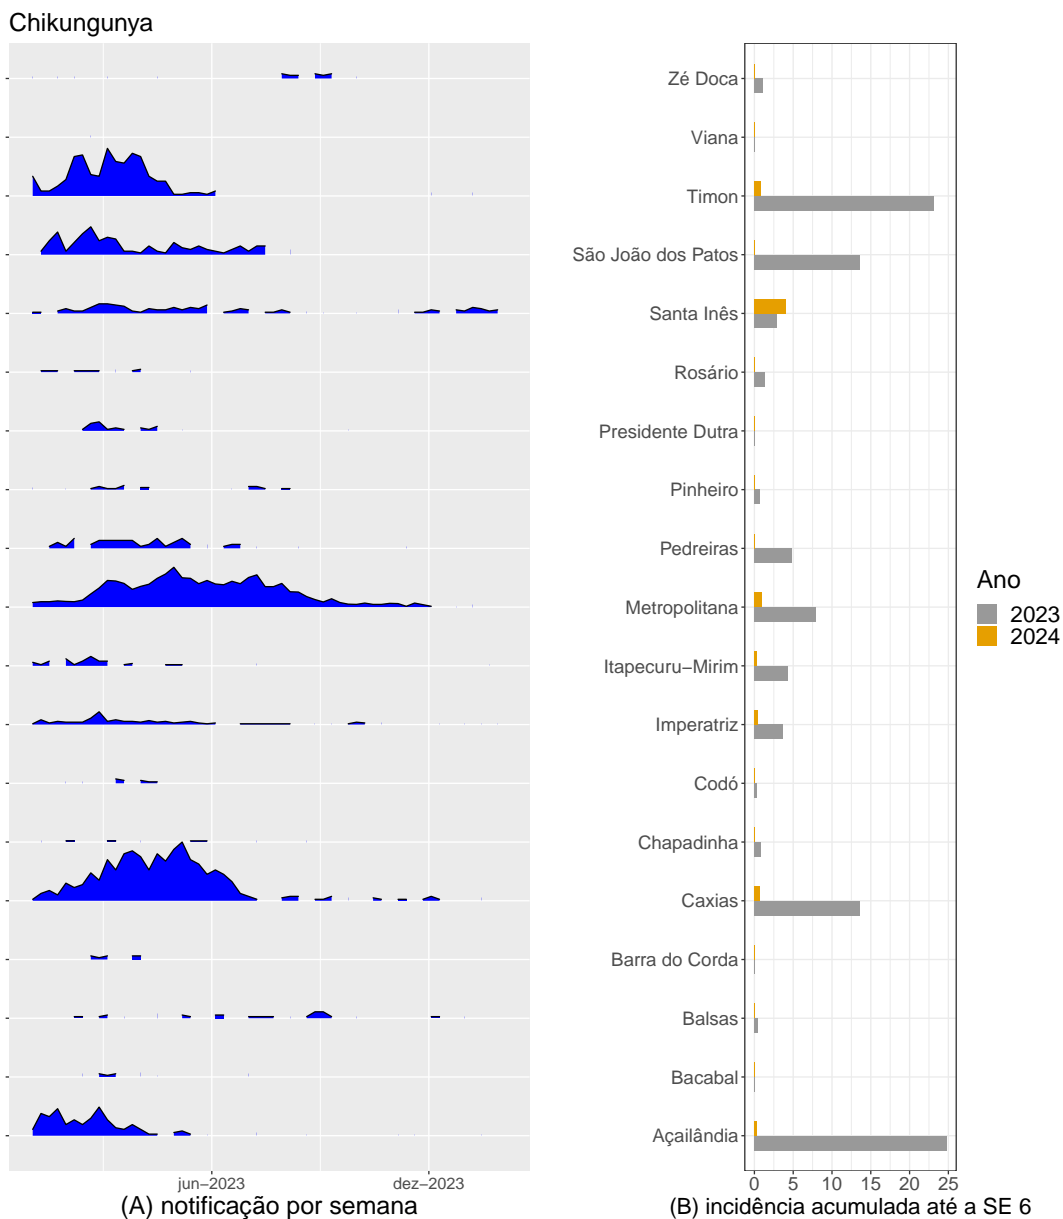 Chikungunya
Zé Doca
Viana
Timon
São João dos Patos
Santa Inês
Rosário
Presidente Dutra
Pinheiro
Pedreiras
Metropolitana
Itapecuru−Mirim
Imperatriz
Codó
Chapadinha
Caxias
Barra do Corda
Balsas
Bacabal
Açailândia
Ano
2023
2024
jun−2023 dez−2023
(A) notificação por semana
0 5 10 15 20 25
(B) incidência acumulada até a SE 6